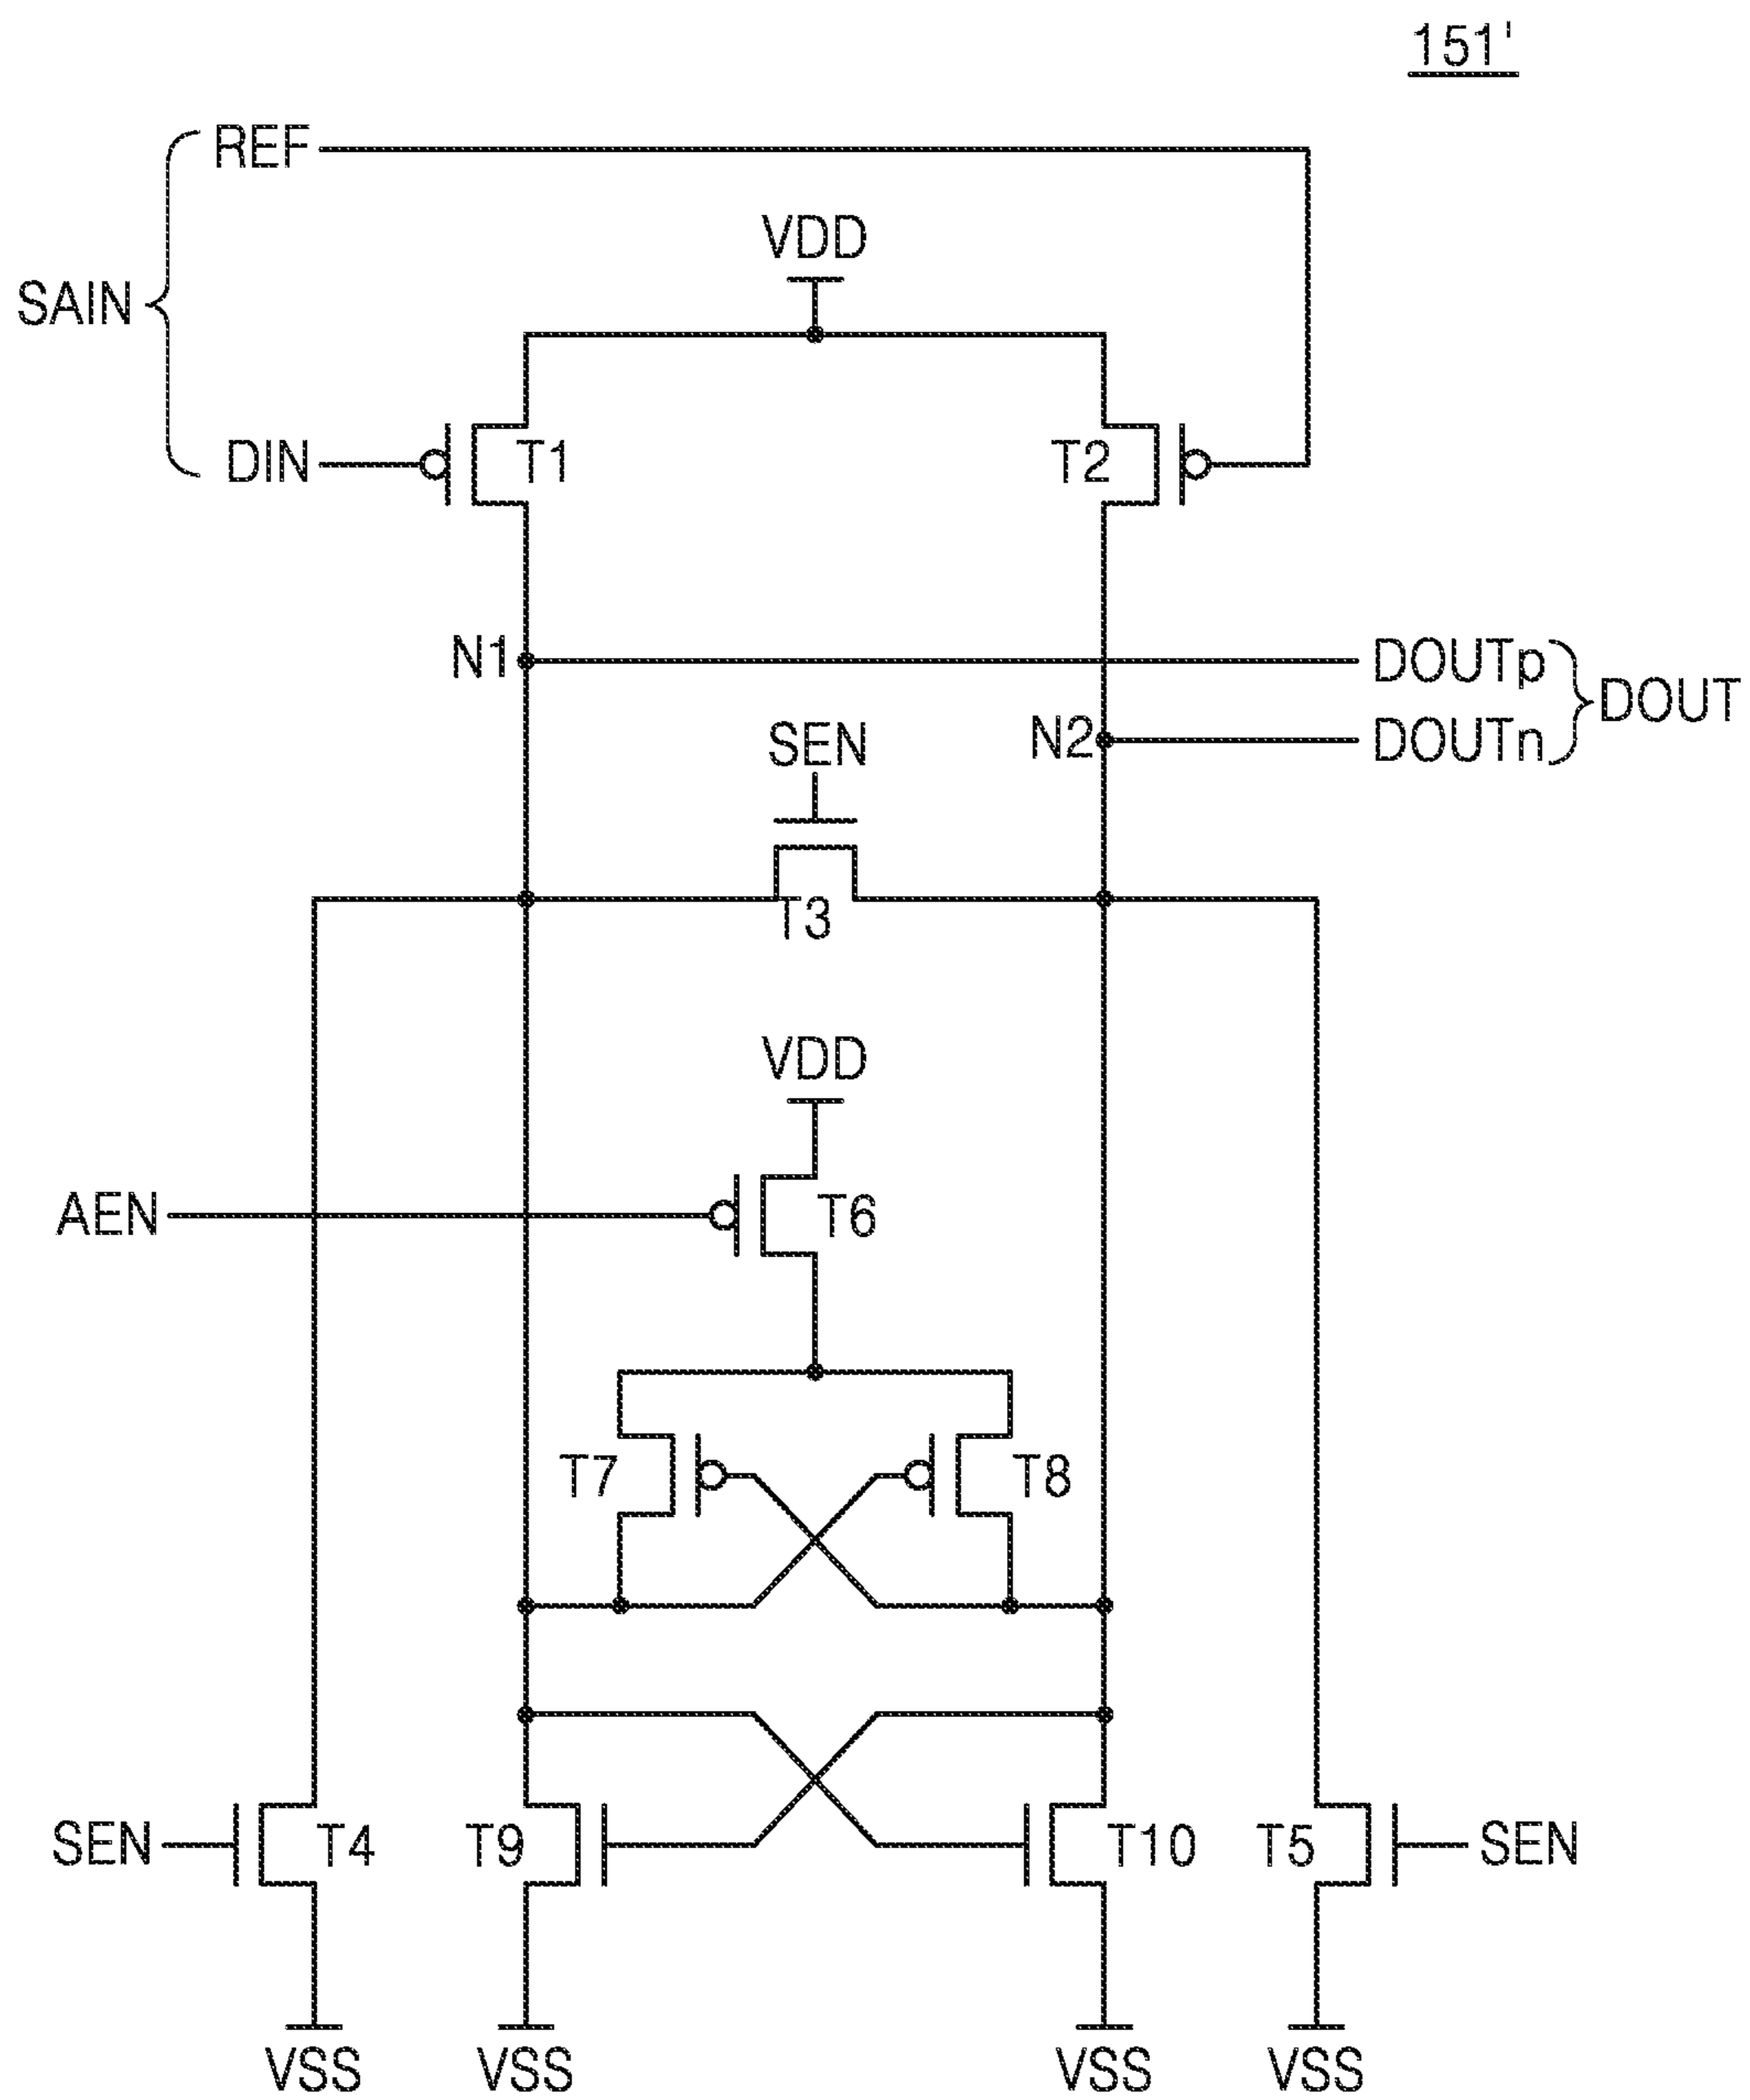 151'
REF
VDD
SAIN
DIN
T1
T2
N1
DOUTp
DOUT
N2
DOUTn
SEN
T3
VDD
AEN
T6
T7
T8
SEN
T4
T9
T10
T5
SEN
VSS
VSS
VSS
VSS